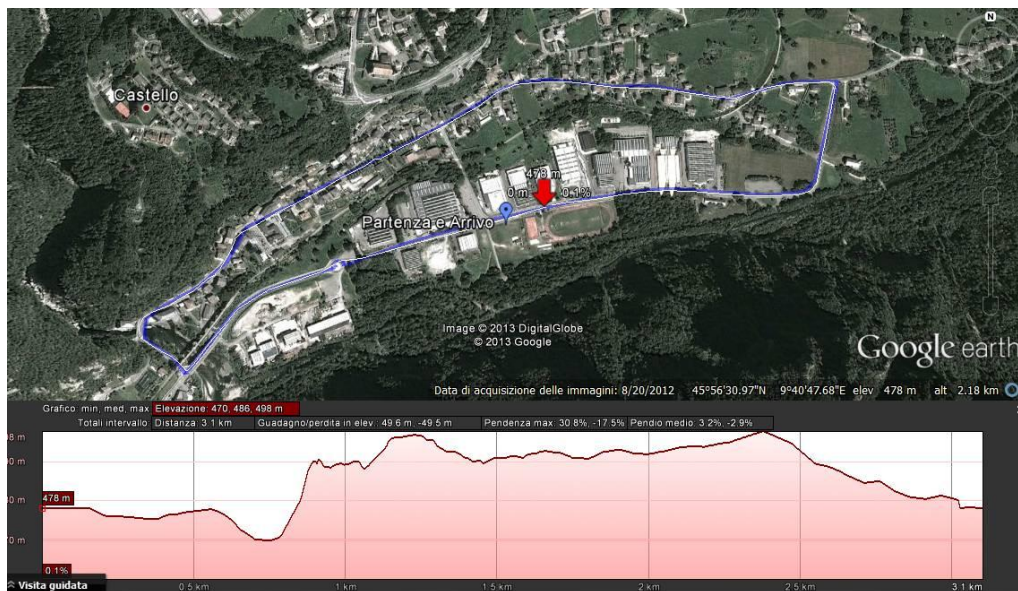 N
Castello
478 m
0 m 0.1%
Partenza e Arrivo
Image © 2013 DigitalGlobe
© 2013 Google
Google earth
Data di acquisizione delle immagini: 8/20/2012 45°56'30.97"N 9°40'47.68"E elev 478 m alt 2.18 km
Grafico: min, med, max Elevazione: 470, 486, 498 m
Totali intervallo: Distanza: 3.1 km Guadagno/perdita in elev.: 49.6 m, -49.5 m Pendenza max: 30.8%, -17.5% Pendio medio: 3.2%, -2.9%
478 m
0.1%
Visita guidata
0.5 km 1 km 1.5 km 2 km 2.5 km 3.1 km